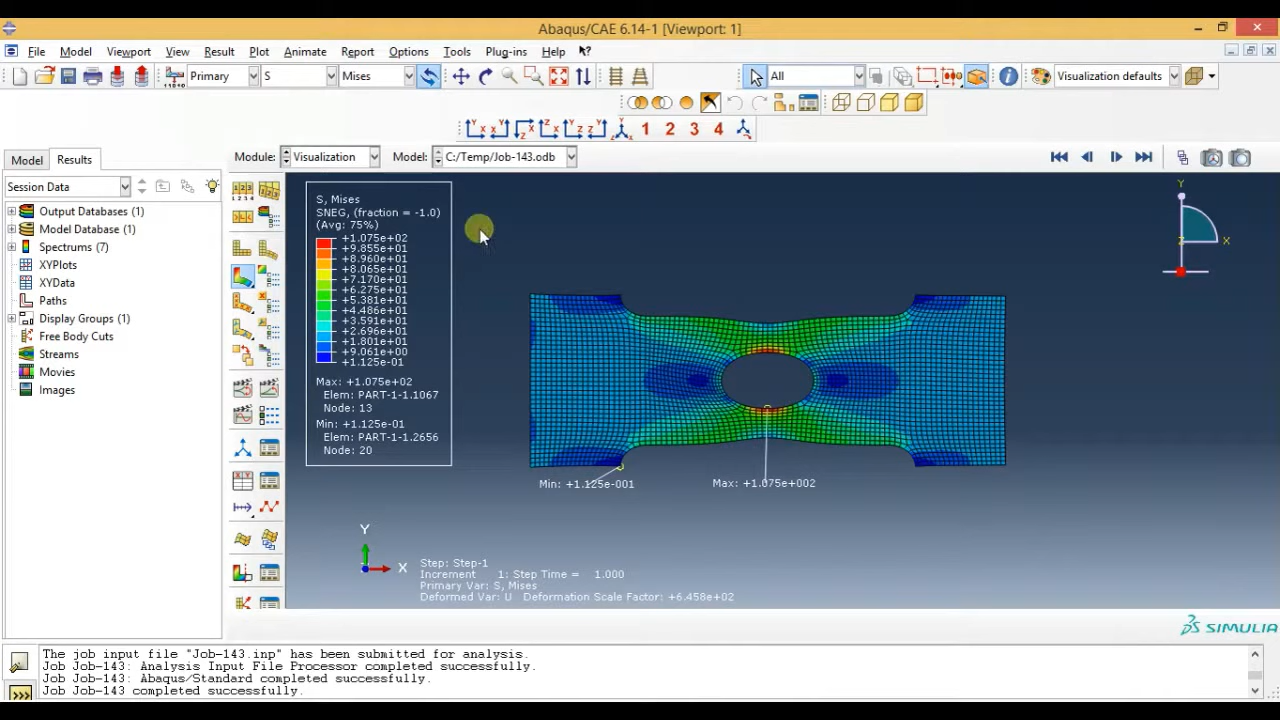 Abaqus/CAE 6.14-1 [Viewport: 1]
File Model Viewport View Result Plot Animate Report Options Tools Plug-ins Help
Primary S Mises All Visualization defaults
1 2 3 4
Model Results Module: Visualization Model: C:/Temp/Job-143.odb
Session Data
Output Databases (1)
Model Database (1)
Spectrums (7)
XYPlots
XYData
Paths
Display Groups (1)
Free Body Cuts
Streams
Movies
Images
S, Mises
SNEG, (fraction = -1.0)
(Avg: 75%)
+1.075e+02
+9.855e+01
+8.960e+01
+8.065e+01
+7.170e+01
+6.275e+01
+5.381e+01
+4.486e+01
+3.591e+01
+2.696e+01
+1.801e+01
+9.061e+00
+1.125e-01
Max: +1.075e+02
Elem: PART-1-1.1067
Node: 13
Min: +1.125e-01
Elem: PART-1-1.2656
Node: 20
Y
Z X
Min: +1.125e-001 Max: +1.075e+002
Y
X
Step: Step-1
Increment 1: Step Time = 1.000
Primary Var: S, Mises
Deformed Var: U Deformation Scale Factor: +6.458e+02
SIMULIA
The job input file "Job-143.inp" has been submitted for analysis.
Job Job-143: Analysis Input File Processor completed successfully.
Job Job-143: Abaqus/Standard completed successfully.
Job Job-143 completed successfully.
>>>